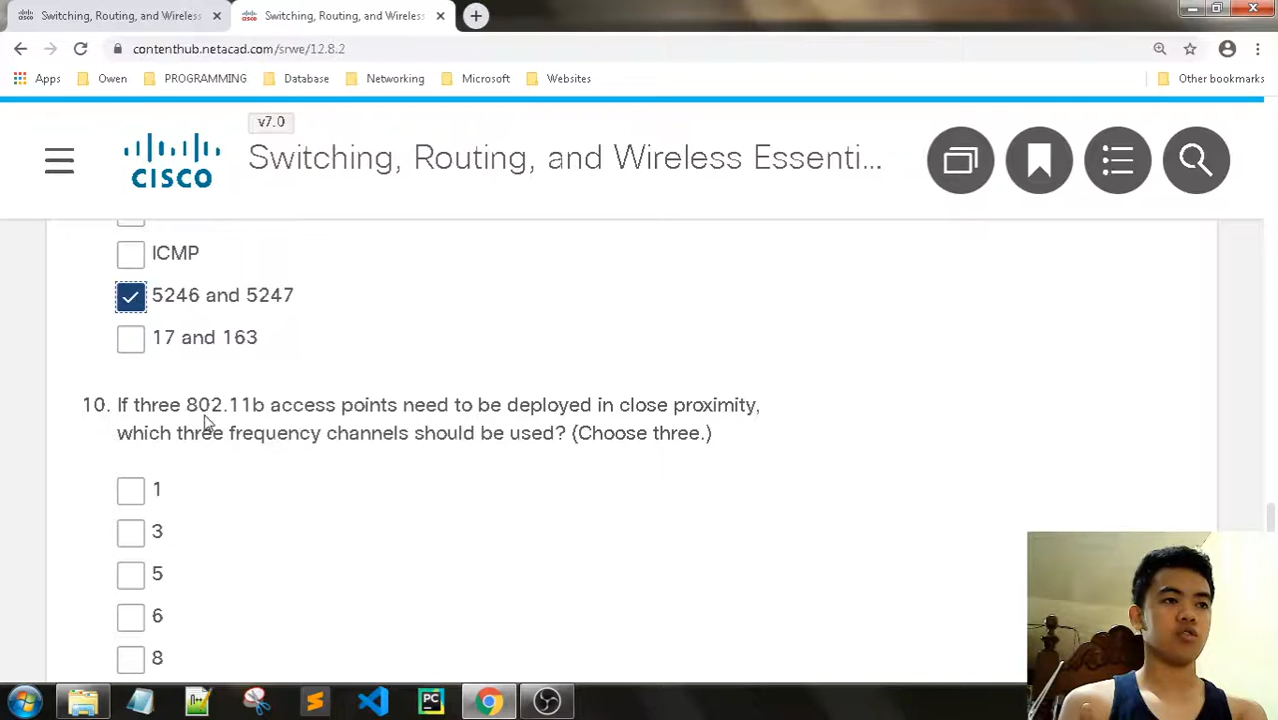 Switching, Routing, and Wireless
Switching, Routing, and Wireless
contenthub.netacad.com/srwe/12.8.2
Apps
Owen
PROGRAMMING
Database
Networking
Microsoft
Websites
Other bookmarks
v7.0
CISCO
Switching, Routing, and Wireless Essenti...
ICMP
5246 and 5247
17 and 163
10. If three 802.11b access points need to be deployed in close proximity,
which three frequency channels should be used? (Choose three.)
1
3
5
6
8
PC